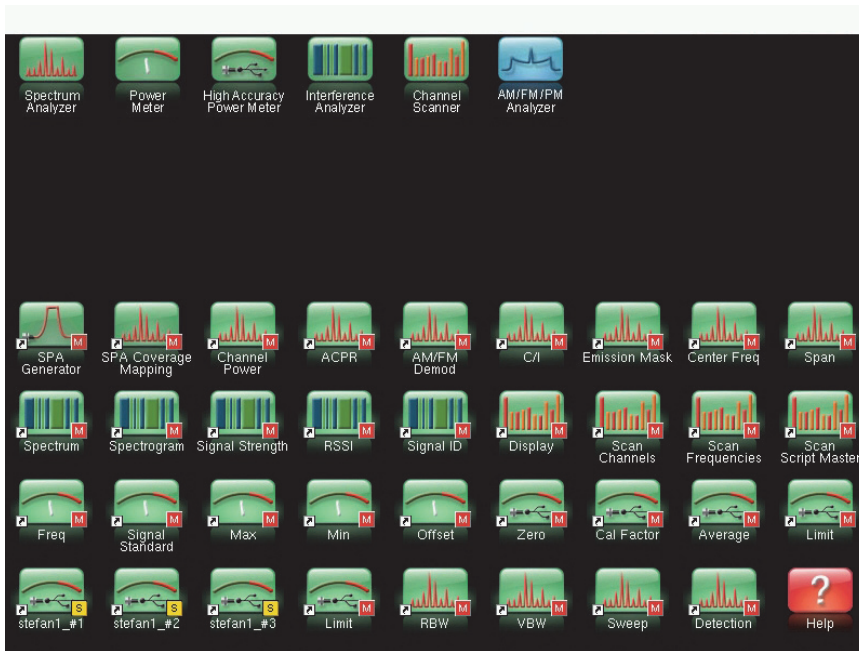 Spectrum
Analyzer
Power
Meter
High Accuracy
Power Meter
Interference
Analyzer
Channel
Scanner
AM/FM/PM
Analyzer
SPA
Generator
M
SPA Coverage
Mapping
M
Channel
Power
M
ACPR
M
AM/FM
Demod
M
C/I
M
Emission Mask
M
Center Freq
M
Span
M
Spectrum
M
Spectrogram
M
Signal Strength
M
RSSI
M
Signal ID
M
Display
M
Scan
Channels
M
Scan
Frequencies
M
Scan
Script Master
M
Freq
M
Signal
Standard
M
Max
M
Min
M
Offset
M
Zero
M
Cal Factor
M
Average
M
Limit
M
stefan1_#1
S
stefan1_#2
S
stefan1_#3
S
Limit
M
RBW
M
VBW
M
Sweep
M
Detection
M
?
Help